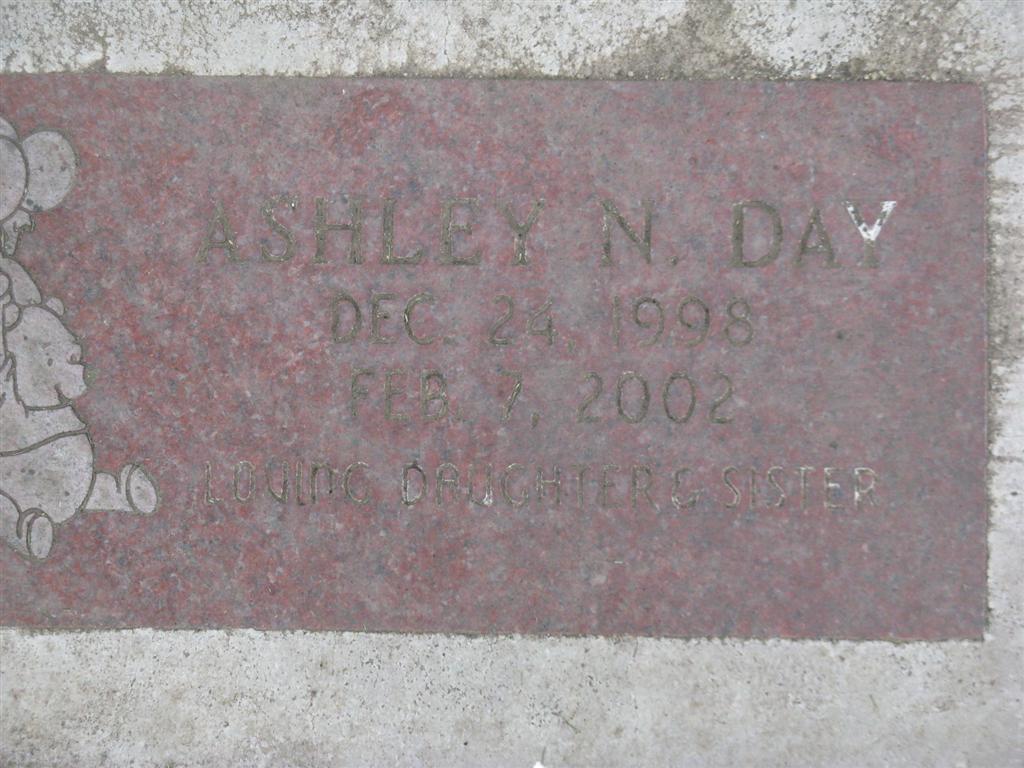 ASHLEY N. DAY
DEC. 24, 1998
FEB. 7, 2002
LOVING DAUGHTER & SISTER